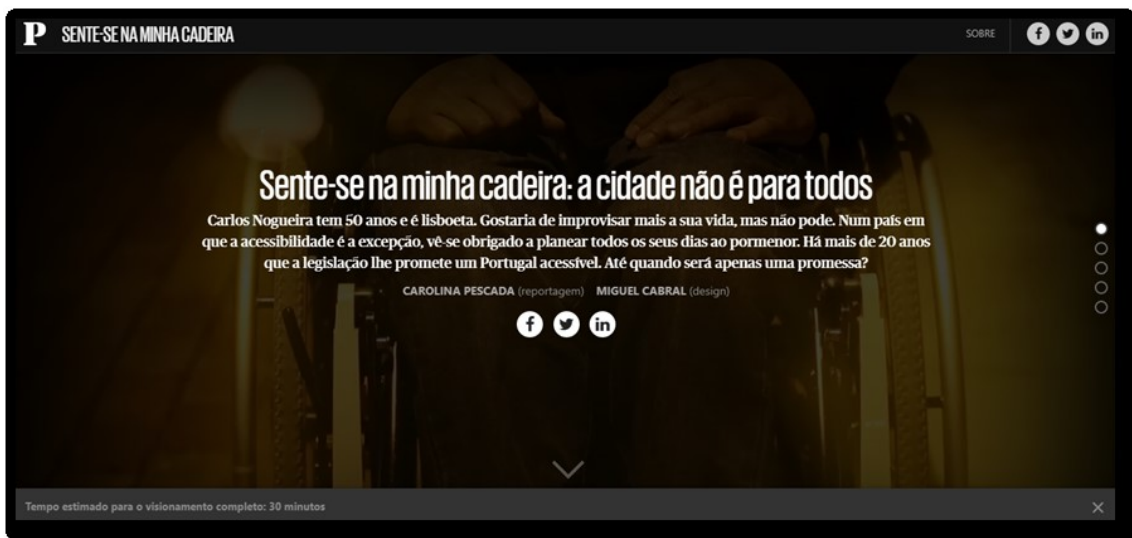 P SENTE-SE NA MINHA CADEIRA
SOBRE
Sente-se na minha cadeira: a cidade não é para todos
Carlos Nogueira tem 50 anos e é lisboeta. Gostaria de improvisar mais a sua vida, mas não pode. Num país em
que a acessibilidade é a excepção, vê-se obrigado a planear todos os seus dias ao pormenor. Há mais de 20 anos
que a legislação lhe promete um Portugal acessível. Até quando será apenas uma promessa?
CAROLINA PESCADA (reportagem) MIGUEL CABRAL (design)
Tempo estimado para o visionamento completo: 30 minutos